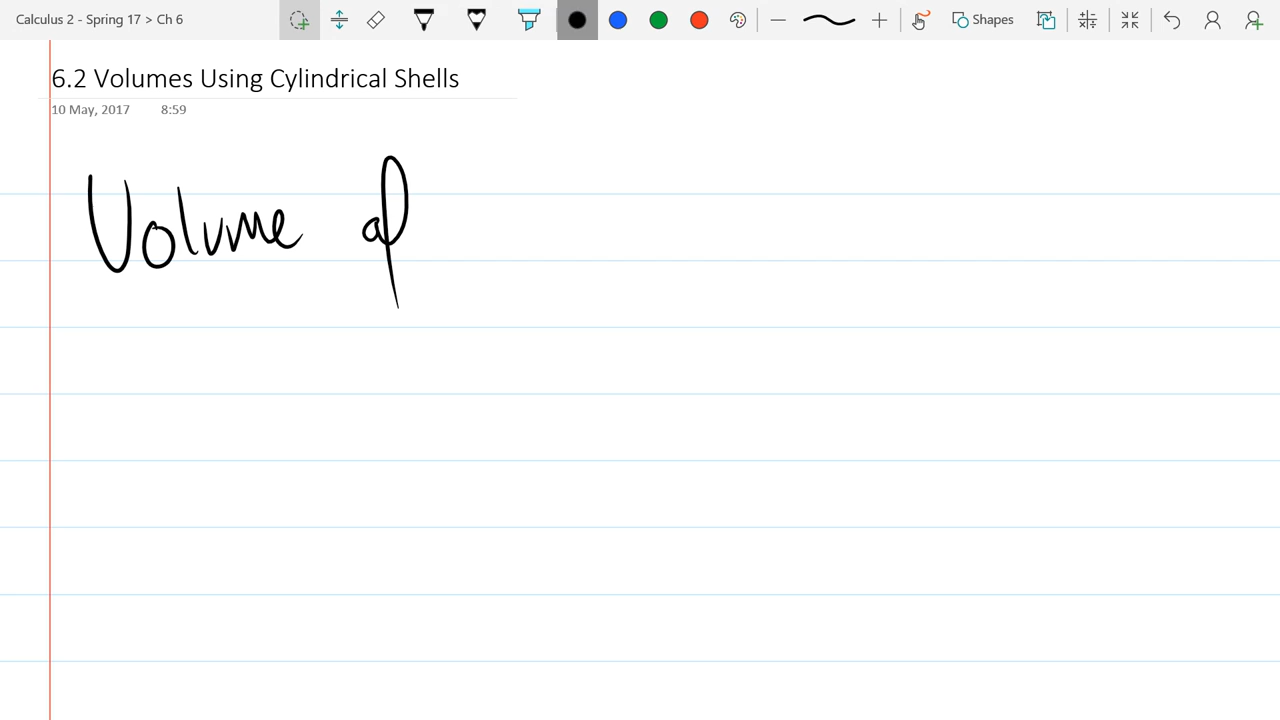 Calculus 2 - Spring 17 > Ch 6
Shapes
6.2 Volumes Using Cylindrical Shells
10 May, 2017 8:59
Volume of